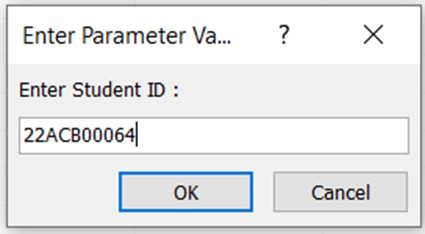 Enter Parameter Va... ?
Enter Student ID :
22ACB00064
OK Cancel